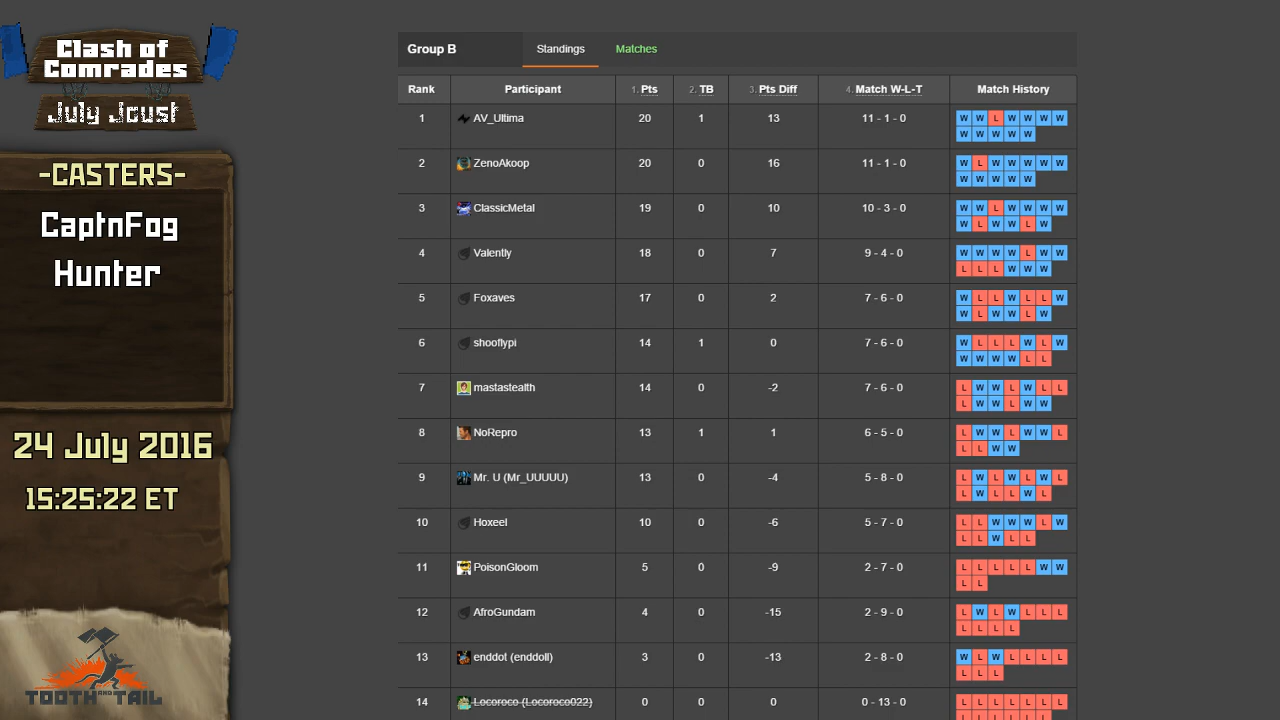 Clash of
Comrades
July Joust
-CASTERS-
CaptnFog
Hunter
24 July 2016
15:25:22 ET
TOOTH AND TAIL
Group B Standings Matches
Rank Participant 1. Pts 2. TB 3. Pts Diff 4. Match W-L-T Match History
1 AV_Ultima 20 1 13 11 - 1 - 0 W W L W W W W
W W W W W
2 ZenoAkoop 20 0 16 11 - 1 - 0 W L W W W W W
W W W W W
3 ClassicMetal 19 0 10 10 - 3 - 0 W W L W W W W
W L W W L W
4 Valently 18 0 7 9 - 4 - 0 W W W W L W W
L L L W W W
5 Foxaves 17 0 2 7 - 6 - 0 W L L W L L W
W L W W L W
6 shooflypi 14 1 0 7 - 6 - 0 W L L L W L W
W W W W L L
7 mastastealth 14 0 -2 7 - 6 - 0 L W W L W L L
L W W L W W
8 NoRepro 13 1 1 6 - 5 - 0 L W W L W W L
L L W W
9 Mr. U (Mr_UUUUU) 13 0 -4 5 - 8 - 0 L W L W L W L
L W L L W L
10 Hoxeel 10 0 -6 5 - 7 - 0 L L W W W L W
L L W L L
11 PoisonGloom 5 0 -9 2 - 7 - 0 L L L L L W W
L L
12 AfroGundam 4 0 -15 2 - 9 - 0 L W L W L L L
L L L L
13 enddot (enddoll) 3 0 -13 2 - 8 - 0 W L W L L L L
L L L
14 Locoroco (Locoroco022) 0 0 0 0 - 13 - 0 L L L L L L L